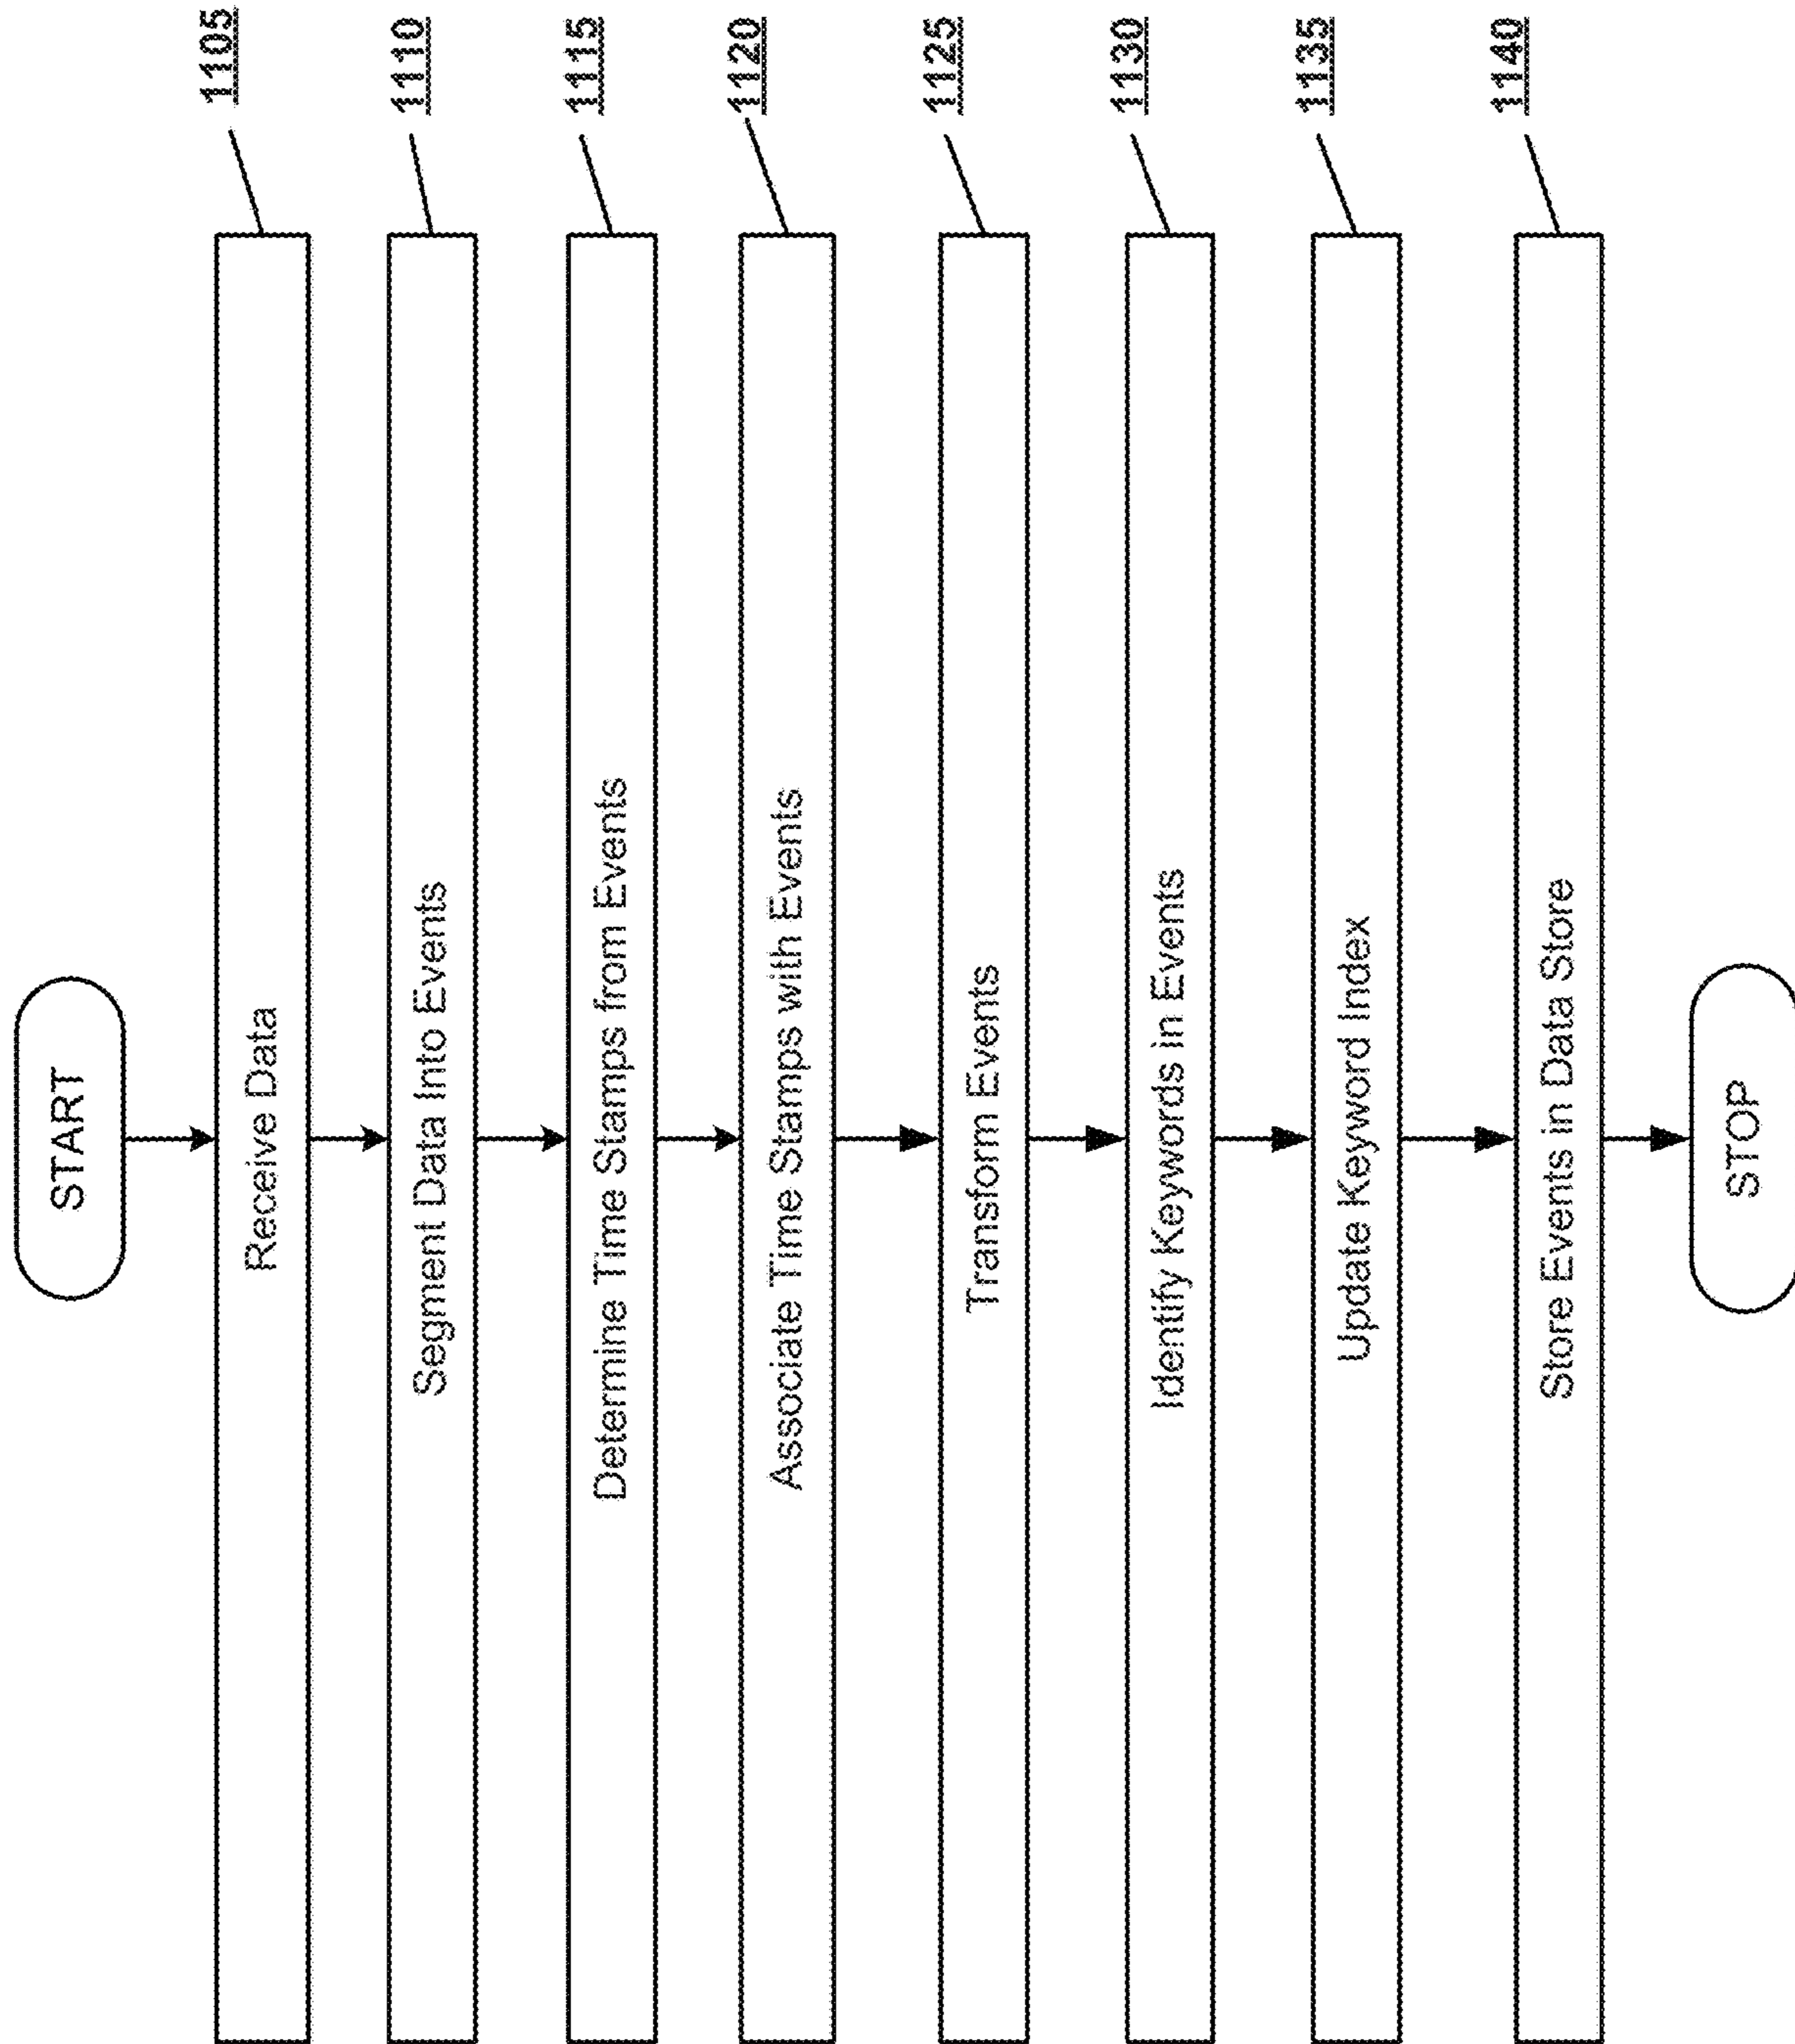 START
Receive Data
1105
Segment Data Into Events
1110
Determine Time Stamps from Events
1115
Associate Time Stamps with Events
1120
Transform Events
1125
Identify Keywords in Events
1130
Update Keyword Index
1135
Store Events in Data Store
1140
STOP